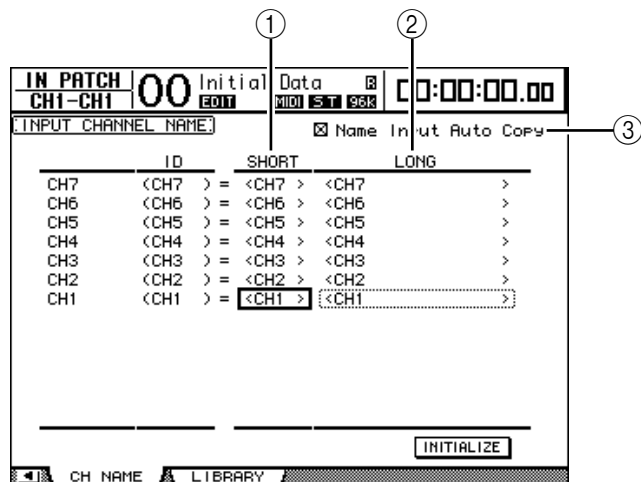 ① ②
IN PATCH 00 Initial Data R 00:00:00.00
CH1-CH1 EDIT MIDI ST 96k
INPUT CHANNEL NAME ☒ Name Input Auto Copy ③
ID SHORT LONG
CH7 (CH7 ) = <CH7 > <CH7 >
CH6 (CH6 ) = <CH6 > <CH6 >
CH5 (CH5 ) = <CH5 > <CH5 >
CH4 (CH4 ) = <CH4 > <CH4 >
CH3 (CH3 ) = <CH3 > <CH3 >
CH2 (CH2 ) = <CH2 > <CH2 >
CH1 (CH1 ) = <CH1 > <CH1 >
INITIALIZE
CH NAME LIBRARY